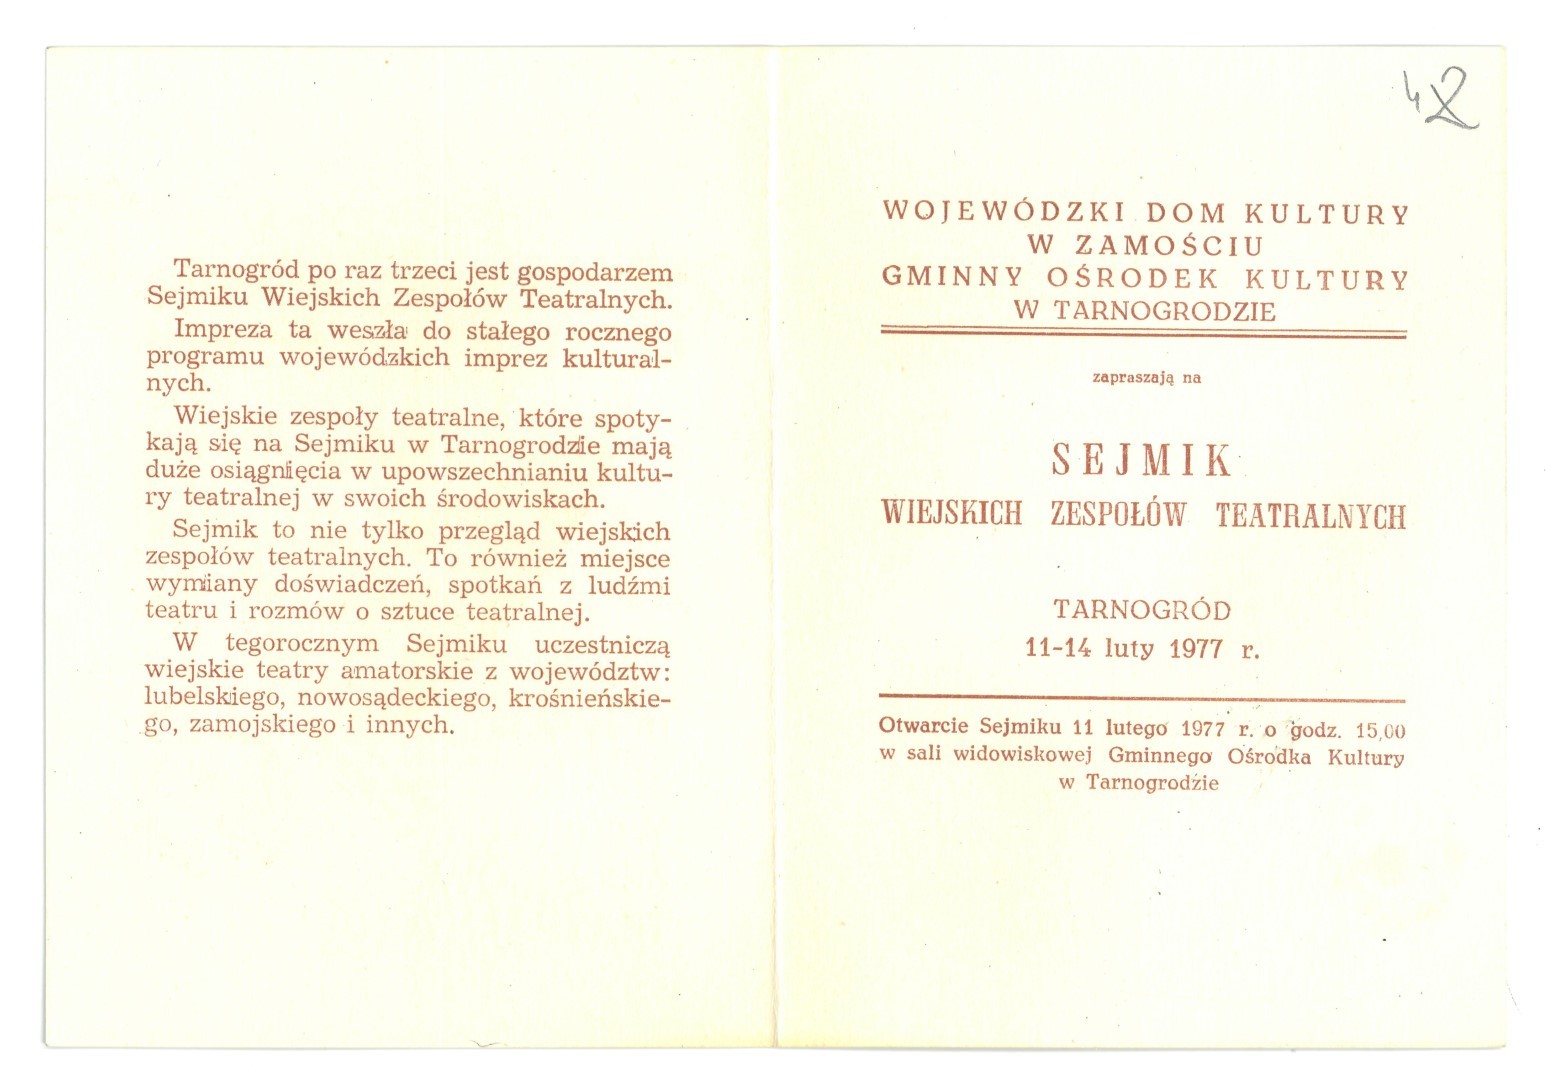 Tarnogród po raz trzeci jest gospodarzem
Sejmiku Wiejskich Zespołów Teatralnych.
Impreza ta weszła do stałego rocznego
programu wojewódzkich imprez kultural-
nych.
Wiejskie zespoły teatralne, które spoty-
kają się na Sejmiku w Tarnogrodzie mają
duże osiągnięcia w upowszechnianiu kultu-
ry teatralnej w swoich środowiskach.
Sejmik to nie tylko przegląd wiejskich
zespołów teatralnych. To również miejsce
wymiany doświadczeń, spotkań z ludźmi
teatru i rozmów o sztuce teatralnej.
W tegorocznym Sejmiku uczestniczą
wiejskie teatry amatorskie z województw:
lubelskiego, nowosądeckiego, krośnieńskie-
go, zamojskiego i innych.
WOJEWÓDZKI DOM KULTURY
W ZAMOŚCIU
GMINNY OŚRODEK KULTURY
W TARNOGRODZIE
zapraszają na
SEJMIK
WIEJSKICH ZESPOŁÓW TEATRALNYCH
TARNOGRÓD
11-14 luty 1977 r.
Otwarcie Sejmiku 11 lutego 1977 r. o godz. 15,00
w sali widowiskowej Gminnego Ośrodka Kultury
w Tarnogrodzie